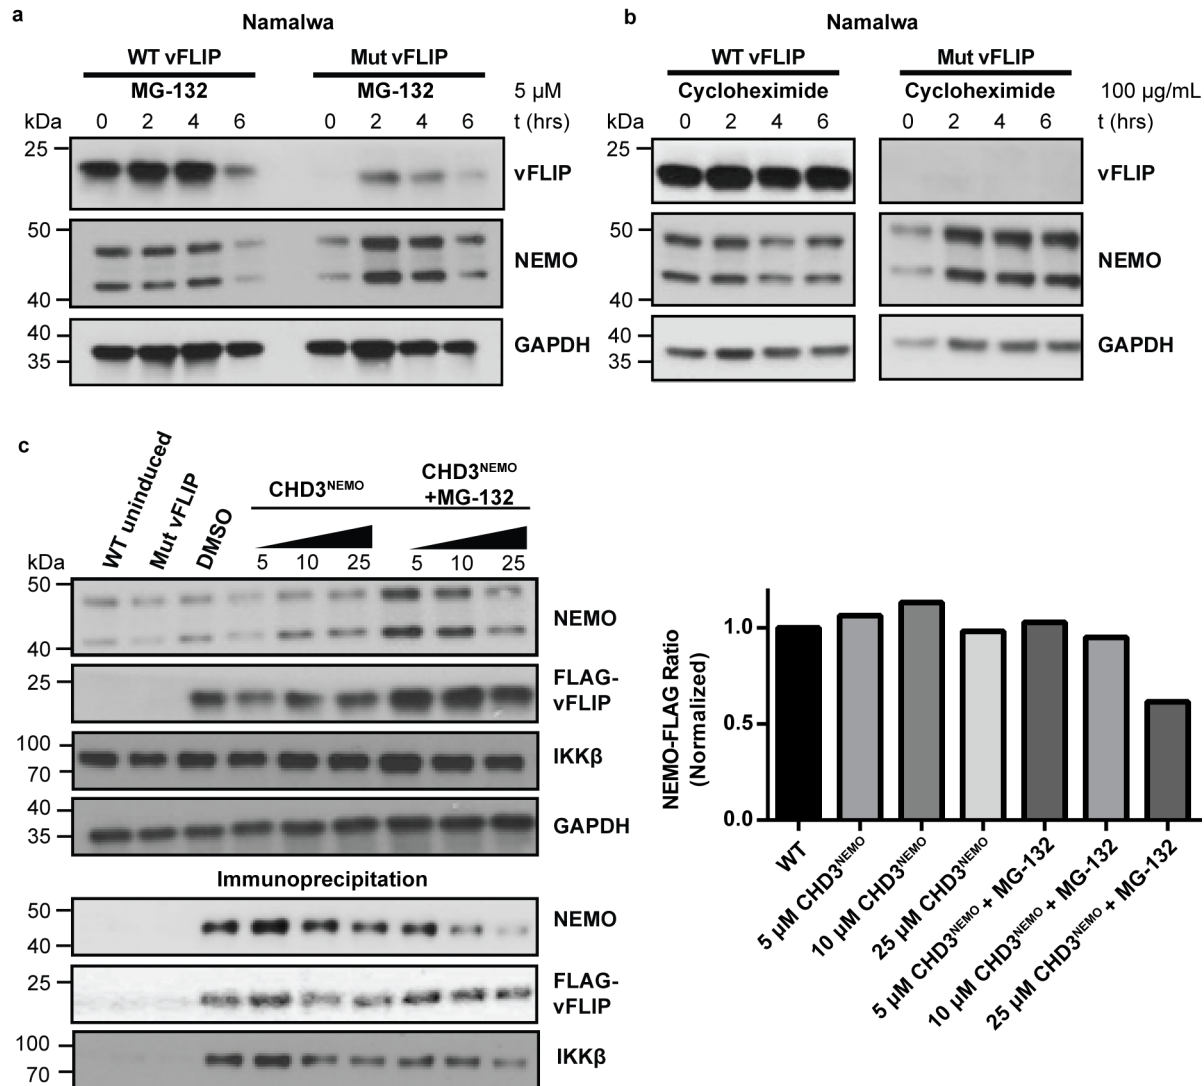 a
Namalwa
WT vFLIP Mut vFLIP
MG-132 MG-132 5 µM
kDa 0 2 4 6 0 2 4 6 t (hrs)
25
vFLIP
50
NEMO
40
40
GAPDH
35
b
Namalwa
WT vFLIP Mut vFLIP
Cycloheximide Cycloheximide 100 µg/mL
kDa 0 2 4 6 0 2 4 6 t (hrs)
25
vFLIP
50
NEMO
40
40
GAPDH
35
c
WT uninduced
Mut vFLIP
DMSO
CHD3NEMO
CHD3NEMO
+MG-132
kDa 5 10 25 5 10 25
50
NEMO
40
25
FLAG-
vFLIP
100
IKKβ
70
40
GAPDH
35
Immunoprecipitation
50
NEMO
40
25
FLAG-
vFLIP
100
IKKβ
70
NEMO-FLAG Ratio
(Normalized)
1.0
0.5
0.0
WT
5 µM CHD3NEMO
10 µM CHD3NEMO
25 µM CHD3NEMO
5 µM CHD3NEMO + MG-132
10 µM CHD3NEMO + MG-132
25 µM CHD3NEMO + MG-132